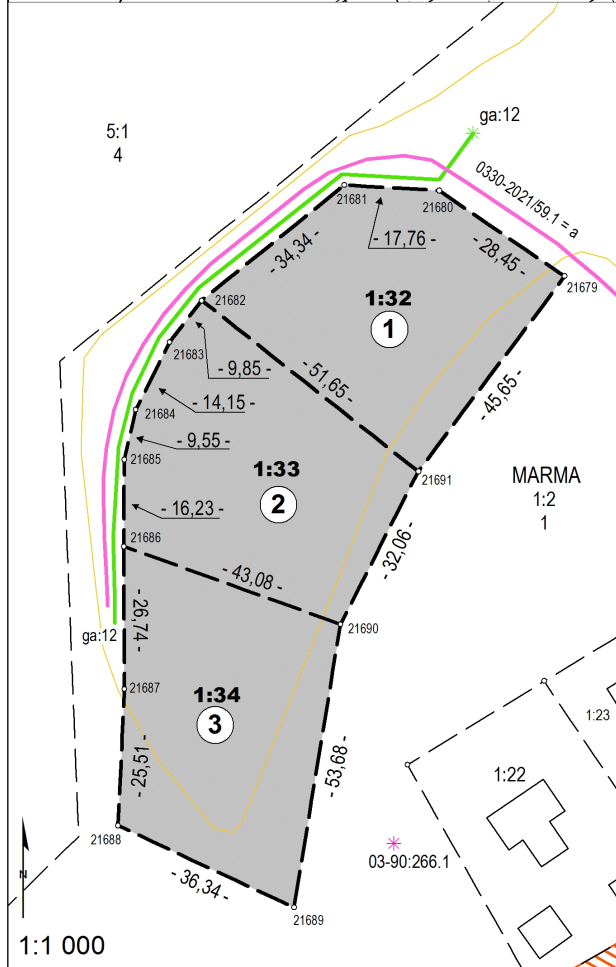 ga:12
5:1
4
0330-2021/59.1 = a
21681
21680
- 17,76 -
- 34,34 -
- 28,45 -
21679
1:32
1
21682
21683
- 9,85 -
- 51,65 -
- 45,65 -
- 14,15 -
21684
- 9,55 -
21685
1:33
2
21691
MARMA
1:2
1
- 16,23 -
21686
- 43,08 -
- 32,06 -
ga:12
- 26,74 -
21690
21687
1:34
3
1:23
- 25,51 -
- 53,68 -
1:22
21688
03-90:266.1
N
- 36,34 -
21689
1:1 000